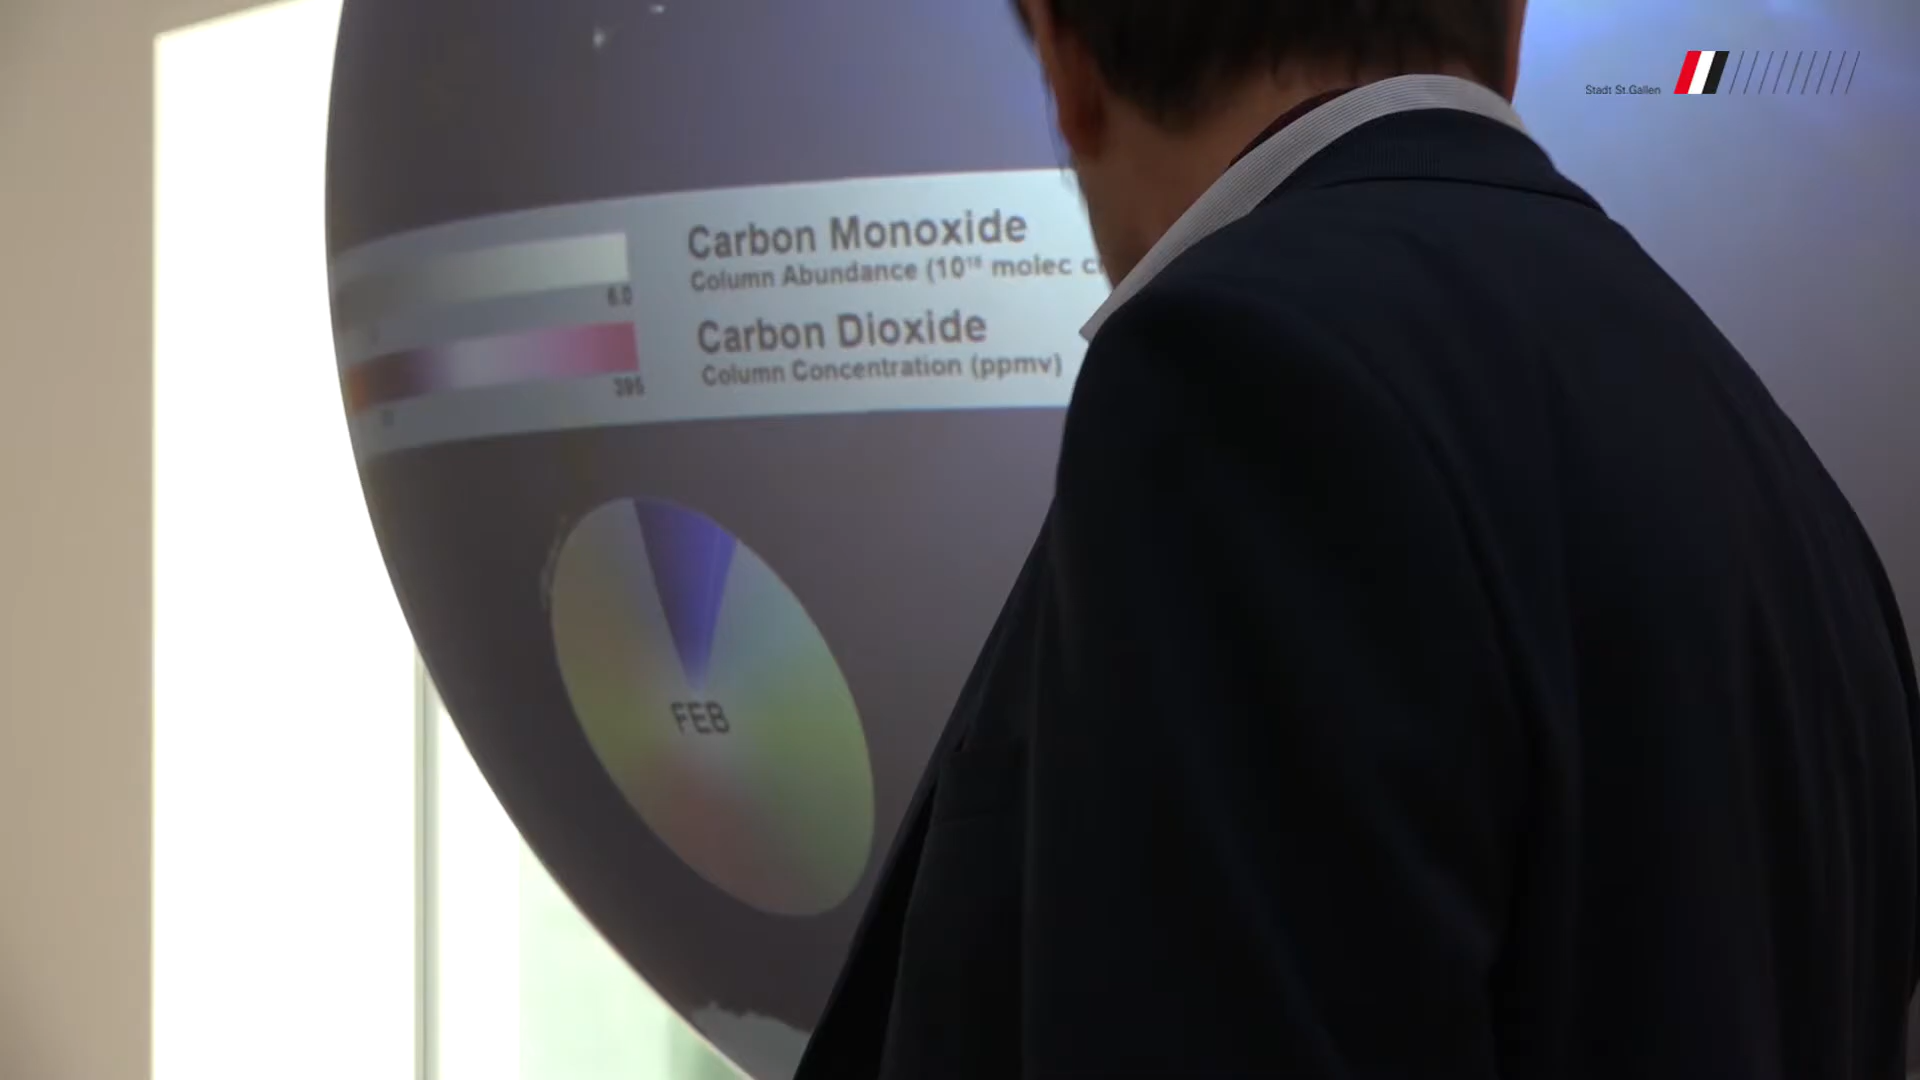 Stadt St.Gallen
Carbon Monoxide
Column Abundance (10¹⁸ molec
6.0
Carbon Dioxide
Column Concentration (ppmv)
395
FEB